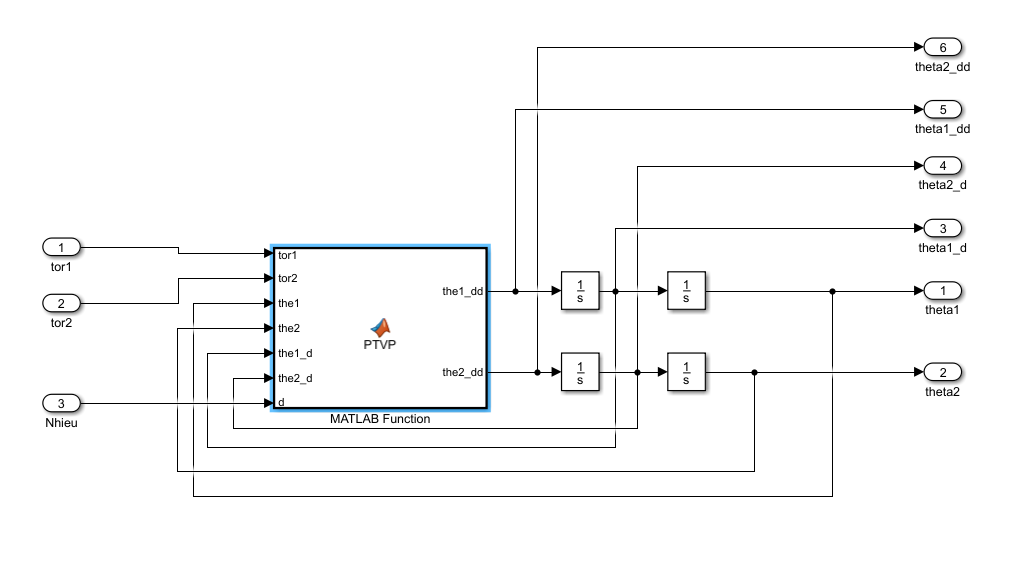 6
theta2_dd
5
theta1_dd
4
theta2_d
3
theta1_d
1
tor1
2
tor2
3
Nhieu
tor1
tor2
the1
the2
the1_d
the2_d
d
PTVP
the1_dd
the2_dd
MATLAB Function
1
s
1
s
1
theta1
1
s
1
s
2
theta2